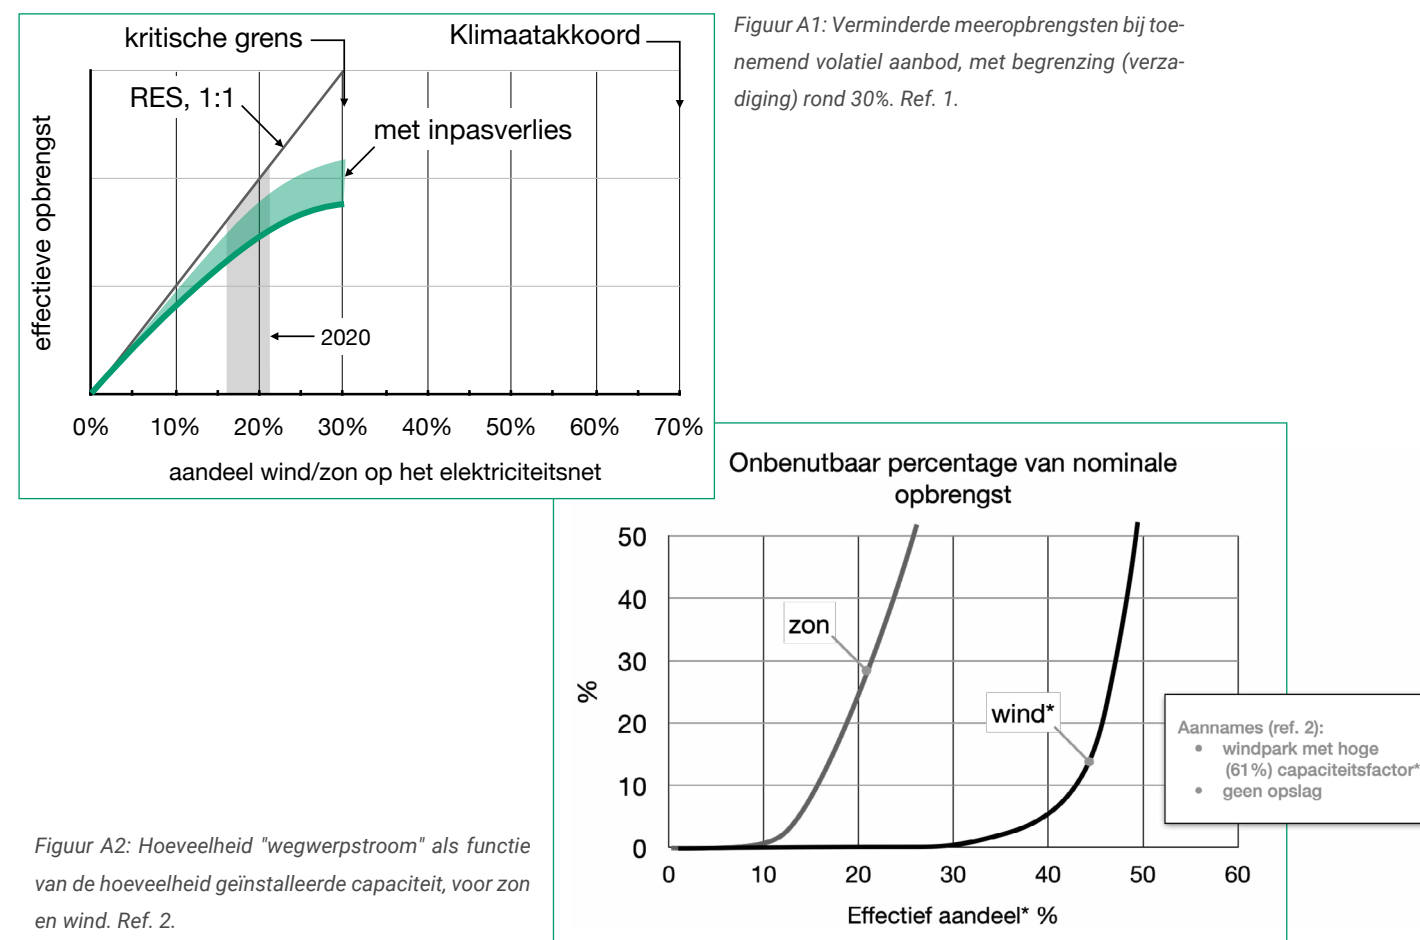 kritische grens
Klimaatakkoord
RES, 1:1
met inpasverlies
2020
effectieve opbrengst
0% 10% 20% 30% 40% 50% 60% 70%
aandeel wind/zon op het elektriciteitsnet
Figuur A1: Verminderde meeropbrengsten bij toe-
nemend volatiel aanbod, met begrenzing (verza-
diging) rond 30%. Ref. 1.
Onbenutbaar percentage van nominale
opbrengst
50
40
30
20
10
0
%
zon
wind*
0 10 20 30 40 50 60
Effectief aandeel* %
Aannames (ref. 2):
• windpark met hoge
(61%) capaciteitsfactor*
• geen opslag
Figuur A2: Hoeveelheid "wegwerpstroom" als functie
van de hoeveelheid geïnstalleerde capaciteit, voor zon
en wind. Ref. 2.